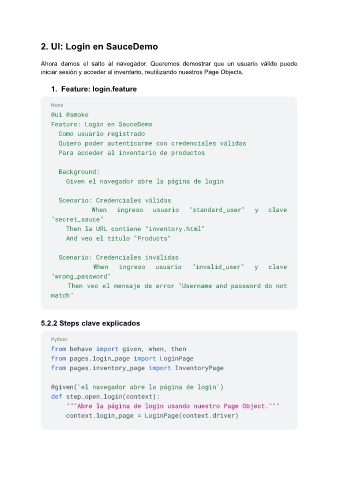 2. UI: Login en SauceDemo
Ahora damos el salto al navegador. Queremos demostrar que un usuario válido puede
iniciar sesión y acceder al inventario, reutilizando nuestros Page Objects.
1. Feature: login.feature
None
@ui @smoke
Feature: Login en SauceDemo
Como usuario registrado
Quiero poder autenticarme con credenciales válidas
Para acceder al inventario de productos
Background:
Given el navegador abre la página de login
Scenario: Credenciales válidas
When ingreso usuario "standard_user" y clave
"secret_sauce"
Then la URL contiene "inventory.html"
And veo el título "Products"
Scenario: Credenciales inválidas
When ingreso usuario "invalid_user" y clave
"wrong_password"
Then veo el mensaje de error "Username and password do not
match"
5.2.2 Steps clave explicados
Python
from behave import given, when, then
from pages.login_page import LoginPage
from pages.inventory_page import InventoryPage
@given('el navegador abre la página de login')
def step_open_login(context):
"""Abre la página de login usando nuestro Page Object."""
context.login_page = LoginPage(context.driver)